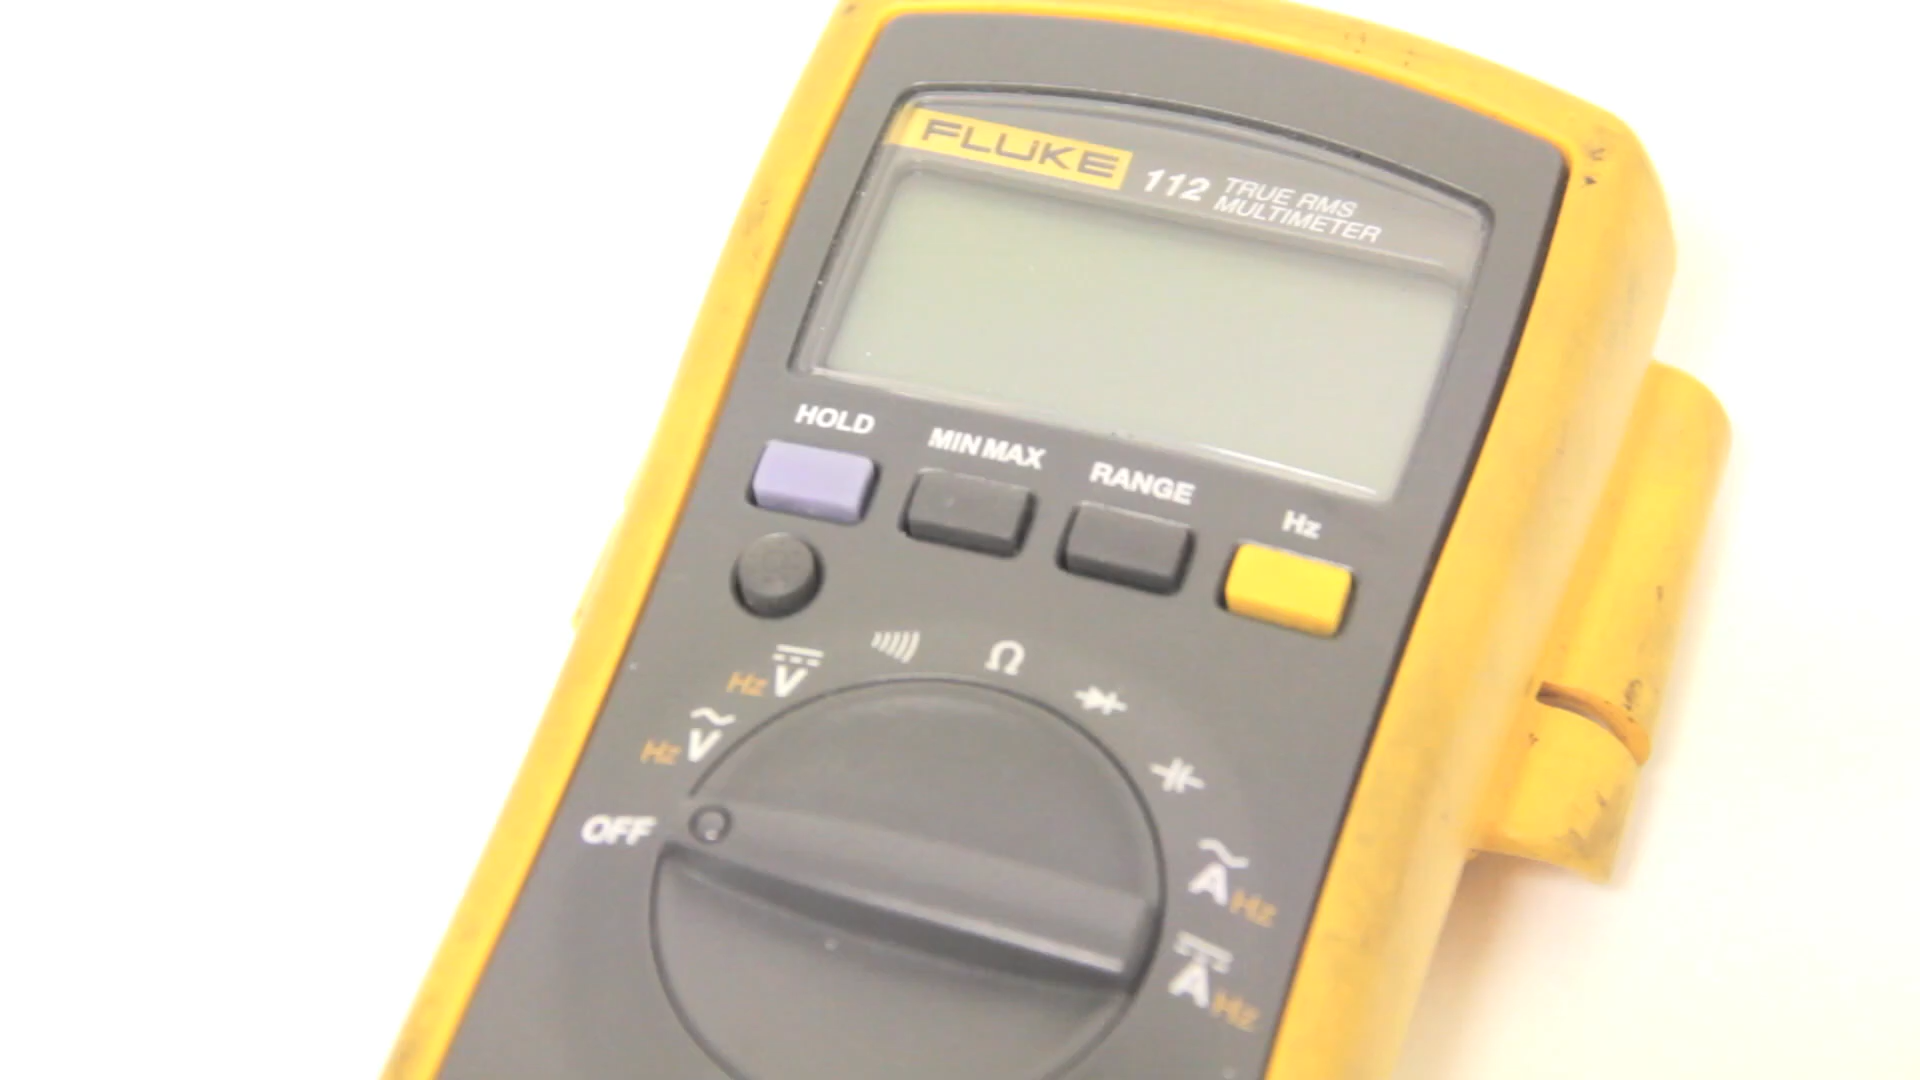 FLUKE 112 TRUE RMS
MULTIMETER
HOLD
MIN MAX
RANGE
Hz
Ω
Hz V
Hz V
OFF
A Hz
A Hz